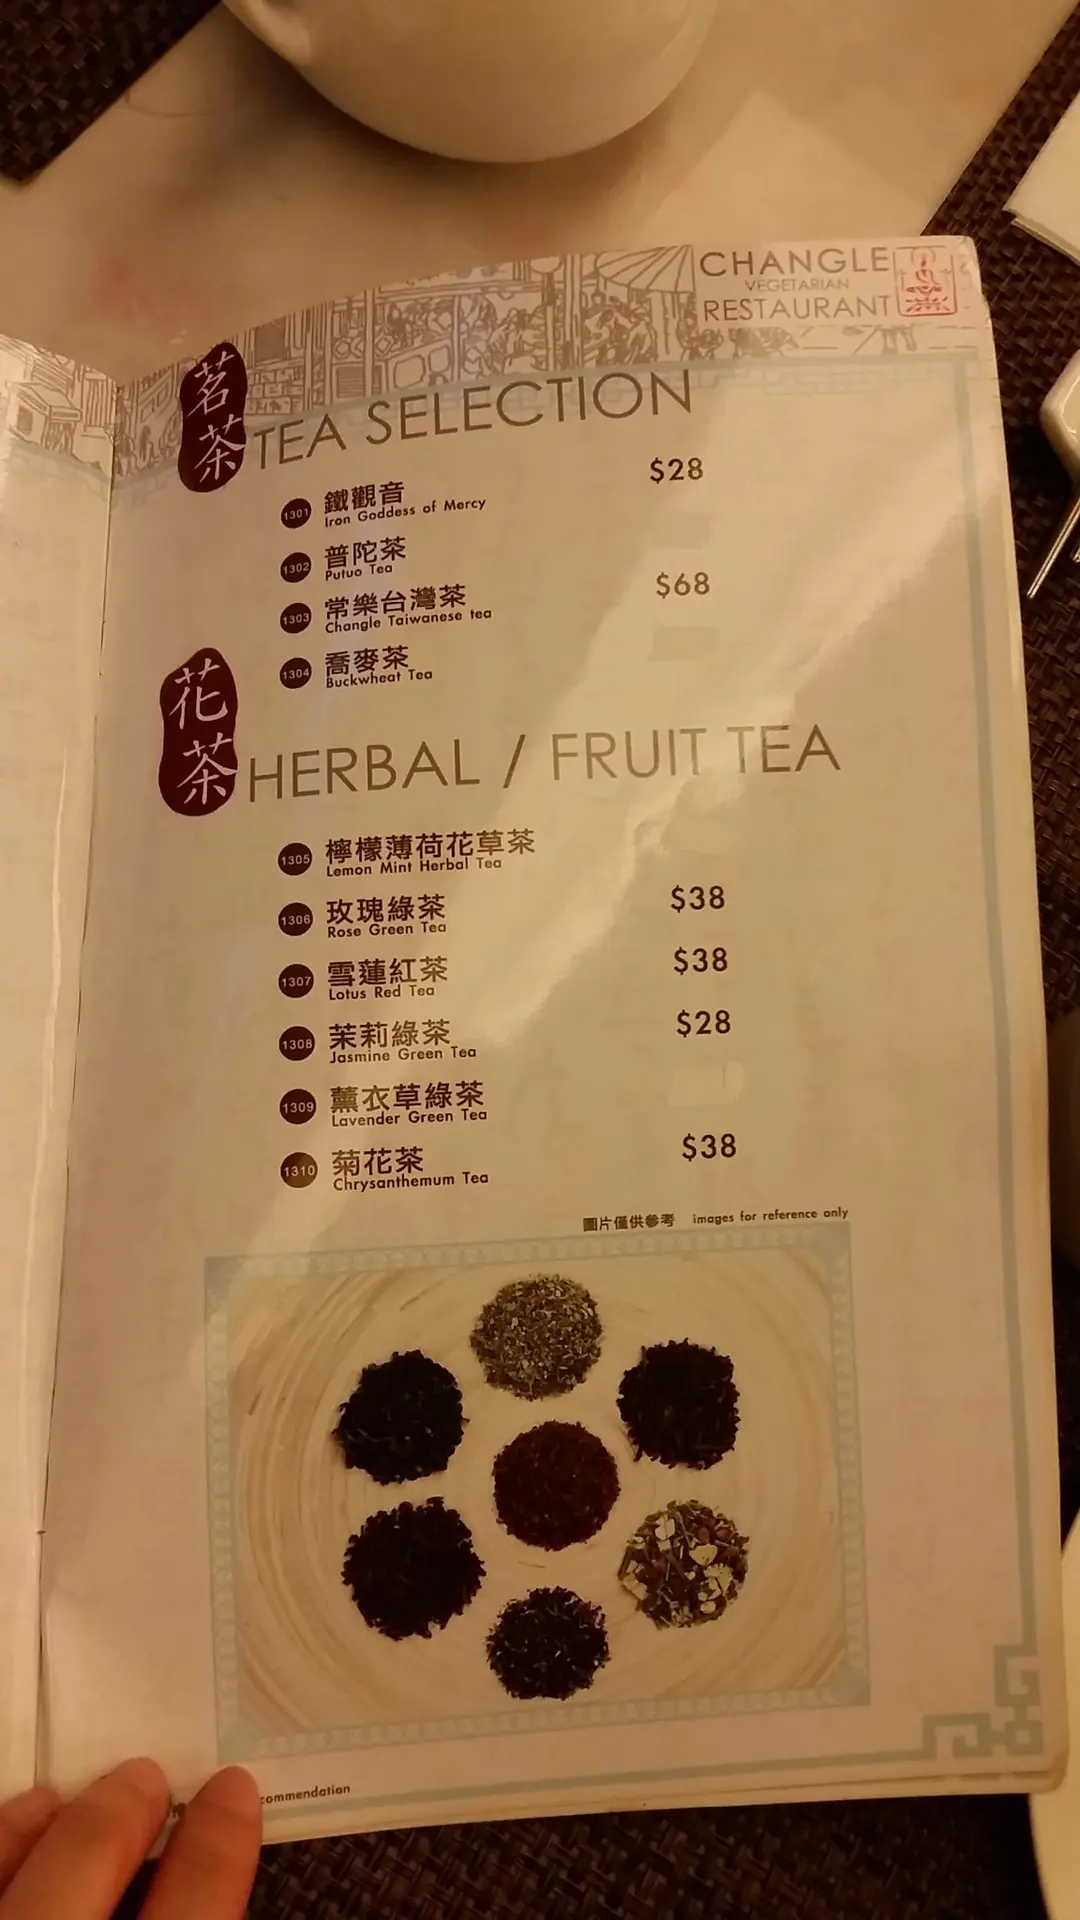 CHANGLE
VEGETARIAN
RESTAURANT
茗茶
TEA SELECTION
1301 鐵觀音 $28
Iron Goddess of Mercy
1302 普陀茶
Putuo Tea
1303 常樂台灣茶 $68
Changle Taiwanese tea
1304 喬麥茶
Buckwheat Tea
花茶
HERBAL / FRUIT TEA
1305 檸檬薄荷花草茶
Lemon Mint Herbal Tea
1306 玫瑰綠茶 $38
Rose Green Tea
1307 雪蓮紅茶 $38
Lotus Red Tea
1308 茉莉綠茶 $28
Jasmine Green Tea
1309 薰衣草綠茶
Lavender Green Tea
1310 菊花茶 $38
Chrysanthemum Tea
圖片僅供參考 images for reference only
commendation